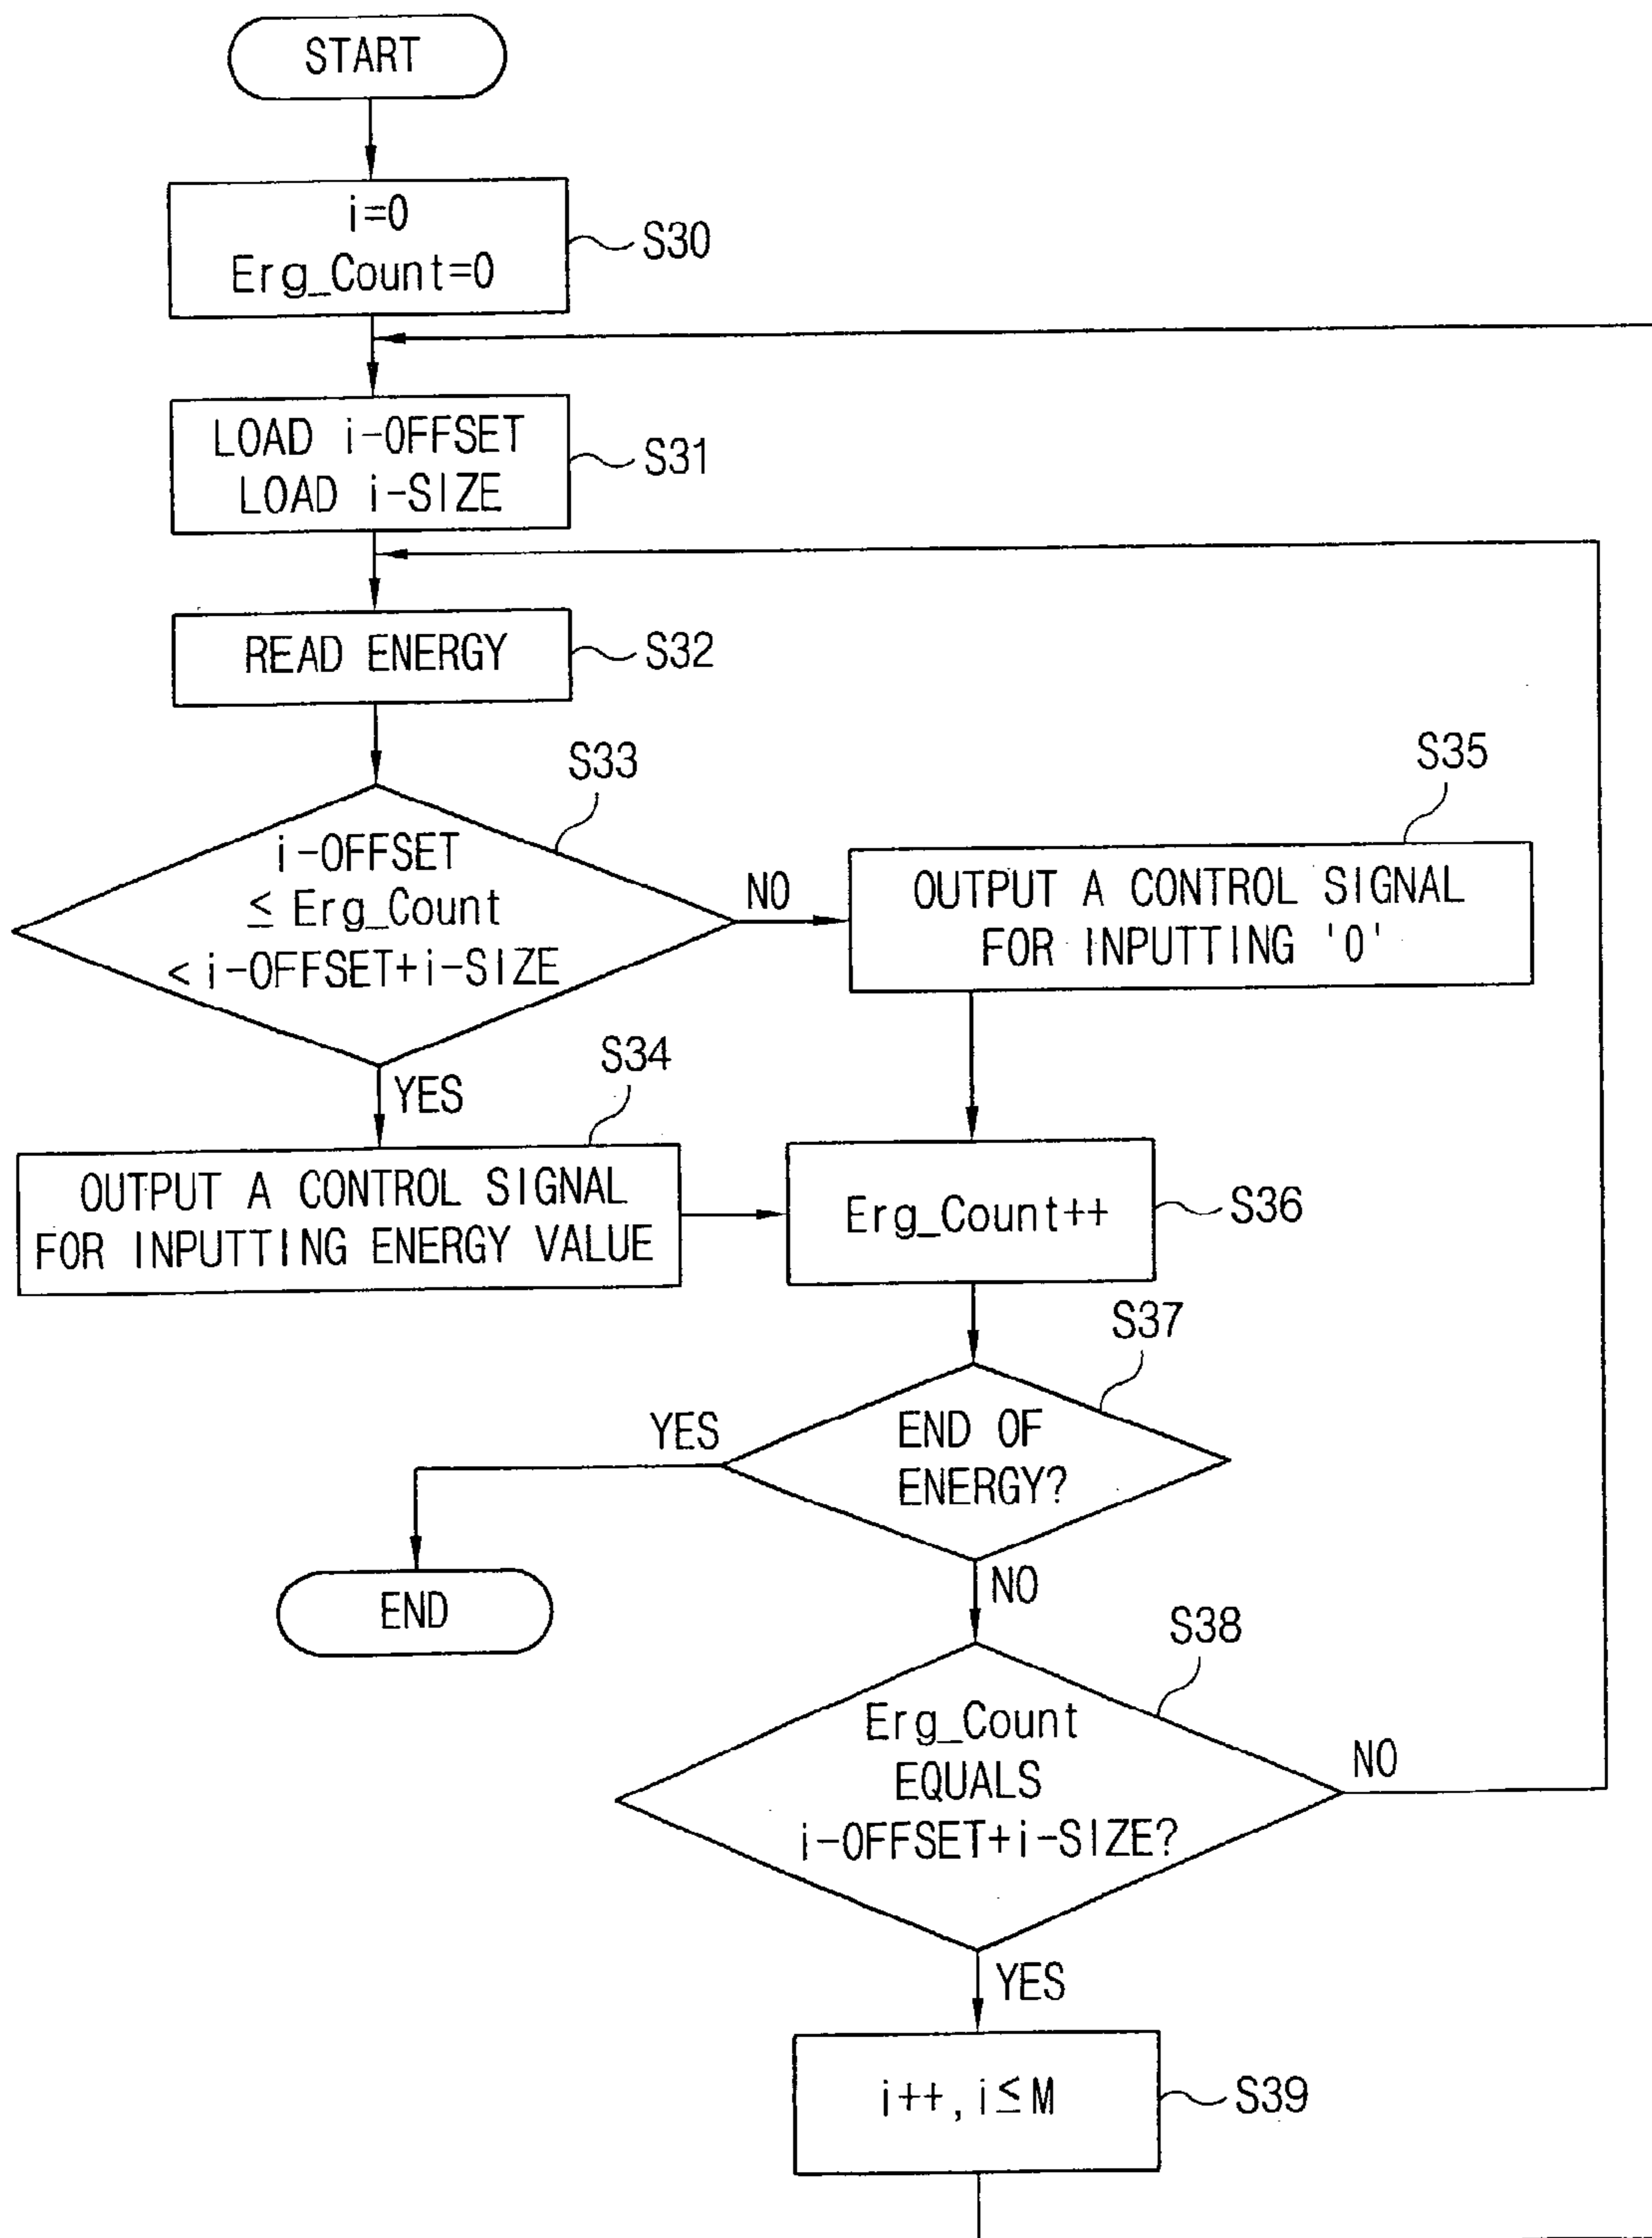 START
i=0
Erg_Count=0
S30
LOAD i-OFFSET
LOAD i-SIZE
S31
READ ENERGY
S32
S33
i-OFFSET
≤ Erg_Count
< i-OFFSET+i-SIZE
NO
YES
S35
OUTPUT A CONTROL SIGNAL
FOR INPUTTING '0'
S34
OUTPUT A CONTROL SIGNAL
FOR INPUTTING ENERGY VALUE
Erg_Count++
S36
S37
END OF
ENERGY?
YES
END
NO
S38
Erg_Count
EQUALS
i-OFFSET+i-SIZE?
NO
YES
i++, i≤M
S39